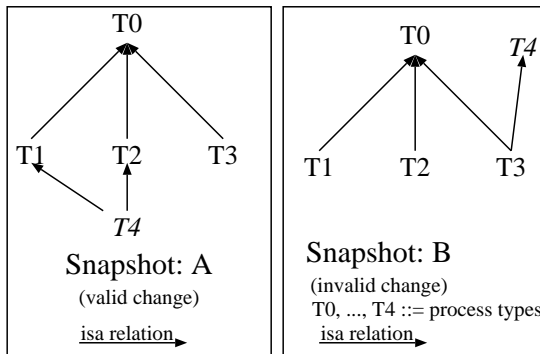 T0
T1 T2 T3
T4
Snapshot: A
(valid change)
isa relation
T0
T4
T1 T2 T3
Snapshot: B
(invalid change)
T0, ..., T4 ::= process types
isa relation